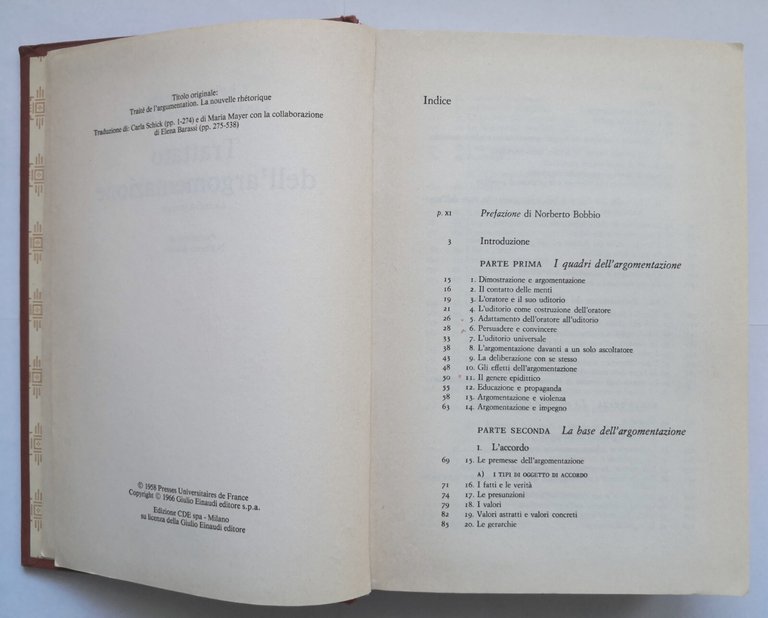 Titolo originale:
Traité de l'argumentation. La nouvelle rhétorique
Traduzione di: Carla Schick (pp. 1-274) e di Maria Mayer con la collaborazione
di Elena Barassi (pp. 275-538)
Trattato
dell'argomentazione
© 1958 Presses Universitaires de France
Copyright © 1966 Giulio Einaudi editore s.p.a.
Edizione CDE spa - Milano
su licenza della Giulio Einaudi editore
Indice
p. XI Prefazione di Norberto Bobbio
3 Introduzione
PARTE PRIMA I quadri dell'argomentazione
15 1. Dimostrazione e argomentazione
16 2. Il contatto delle menti
19 3. L'oratore e il suo uditorio
21 4. L'uditorio come costruzione dell'oratore
26 5. Adattamento dell'oratore all'uditorio
28 6. Persuadere e convincere
33 7. L'uditorio universale
38 8. L'argomentazione davanti a un solo ascoltatore
43 9. La deliberazione con se stesso
48 10. Gli effetti dell'argomentazione
50 11. Il genere epidittico
55 12. Educazione e propaganda
58 13. Argomentazione e violenza
63 14. Argomentazione e impegno
PARTE SECONDA La base dell'argomentazione
I. L'accordo
69 15. Le premesse dell'argomentazione
A) I TIPI DI OGGETTO DI ACCORDO
71 16. I fatti e le verità
74 17. Le presunzioni
79 18. I valori
82 19. Valori astratti e valori concreti
85 20. Le gerarchie